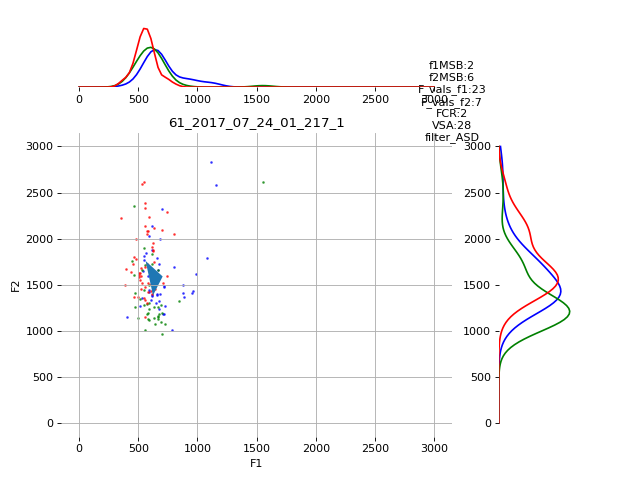 0 500 1000 1500 2000 2500 3000
f1MSB:2
f2MSB:6
F_vals_f1:23
F_vals_f2:7
FCR:2
VSA:28
filter_ASD
61_2017_07_24_01_217_1
3000 3000
2500 2500
2000 2000
F2
1500 1500
1000 1000
500 500
0 0
0 500 1000 1500 2000 2500 3000
F1